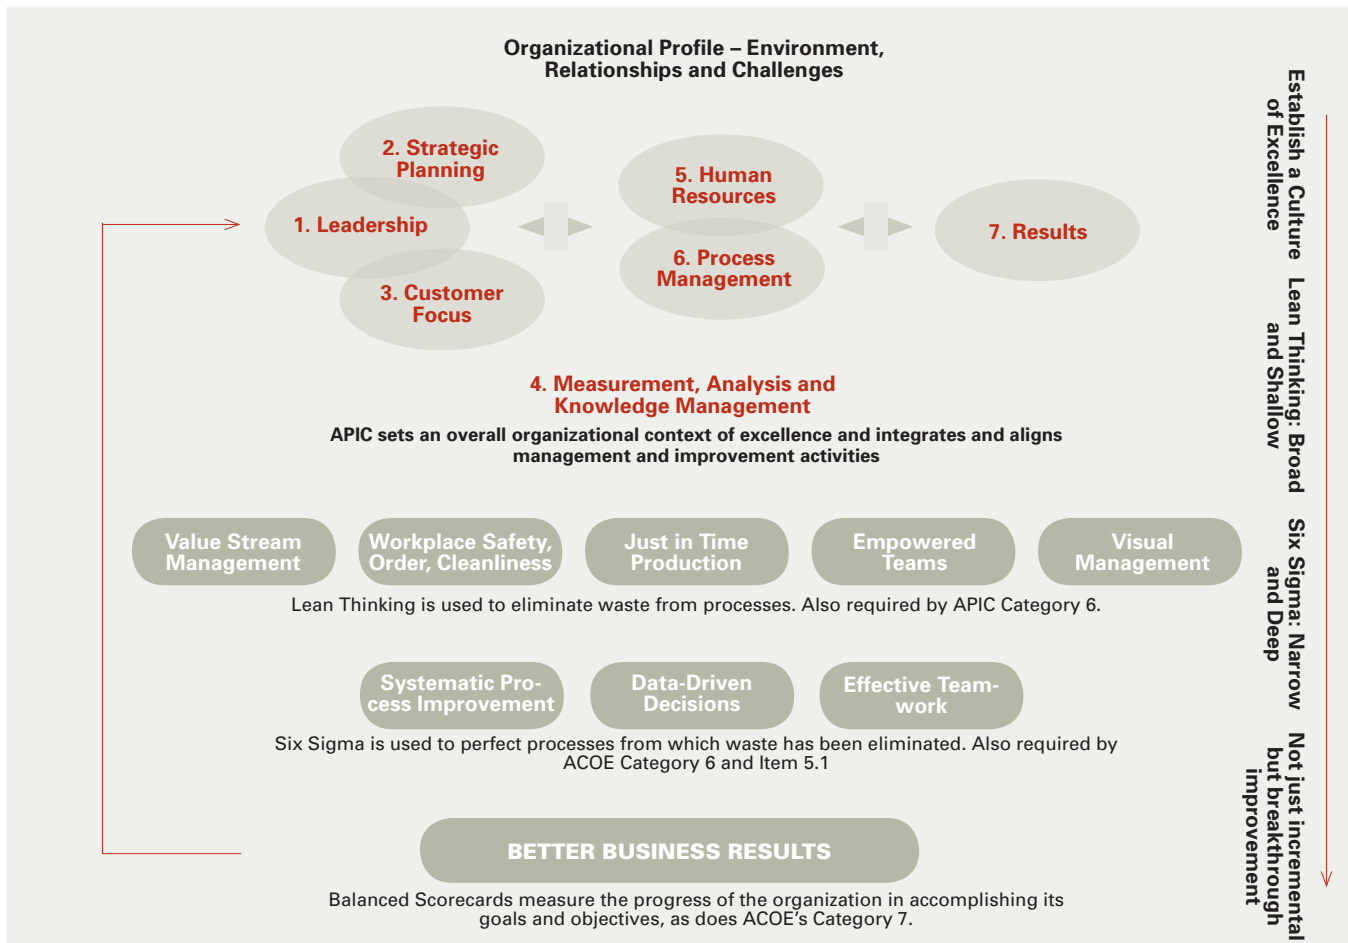 Organizational Profile – Environment,
Relationships and Challenges
2. Strategic
Planning
1. Leadership
3. Customer
Focus
5. Human
Resources
6. Process
Management
7. Results
4. Measurement, Analysis and
Knowledge Management
APIC sets an overall organizational context of excellence and integrates and aligns
management and improvement activities
Value Stream
Management
Workplace Safety,
Order, Cleanliness
Just in Time
Production
Empowered
Teams
Visual
Management
Lean Thinking is used to eliminate waste from processes. Also required by APIC Category 6.
Systematic Pro-
cess Improvement
Data-Driven
Decisions
Effective Team-
work
Six Sigma is used to perfect processes from which waste has been eliminated. Also required by
ACOE Category 6 and Item 5.1
BETTER BUSINESS RESULTS
Balanced Scorecards measure the progress of the organization in accomplishing its
goals and objectives, as does ACOE's Category 7.
Establish a Culture
of Excellence
Lean Thinking: Broad
and Shallow
Six Sigma: Narrow
and Deep
Not just incremental
but breakthrough
improvement